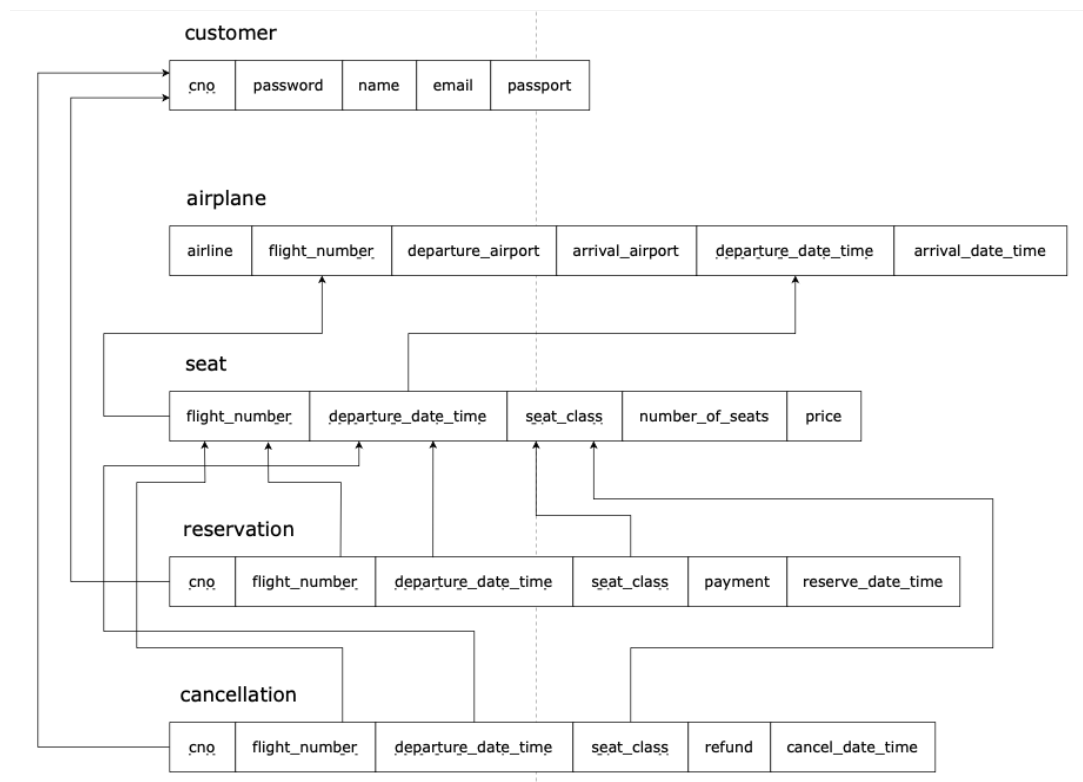 customer
cno password name email passport
airplane
airline flight_number departure_airport arrival_airport departure_date_time arrival_date_time
seat
flight_number departure_date_time seat_class number_of_seats price
reservation
cno flight_number departure_date_time seat_class payment reserve_date_time
cancellation
cno flight_number departure_date_time seat_class refund cancel_date_time